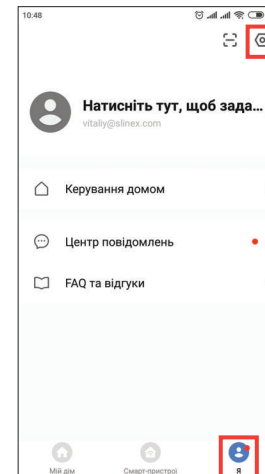 10:48
Натисніть тут, щоб зада...
vitaliy@slinex.com
Керування домом
Центр повідомлень
FAQ та відгуки
Мій дім
Смарт-пристрої
Я